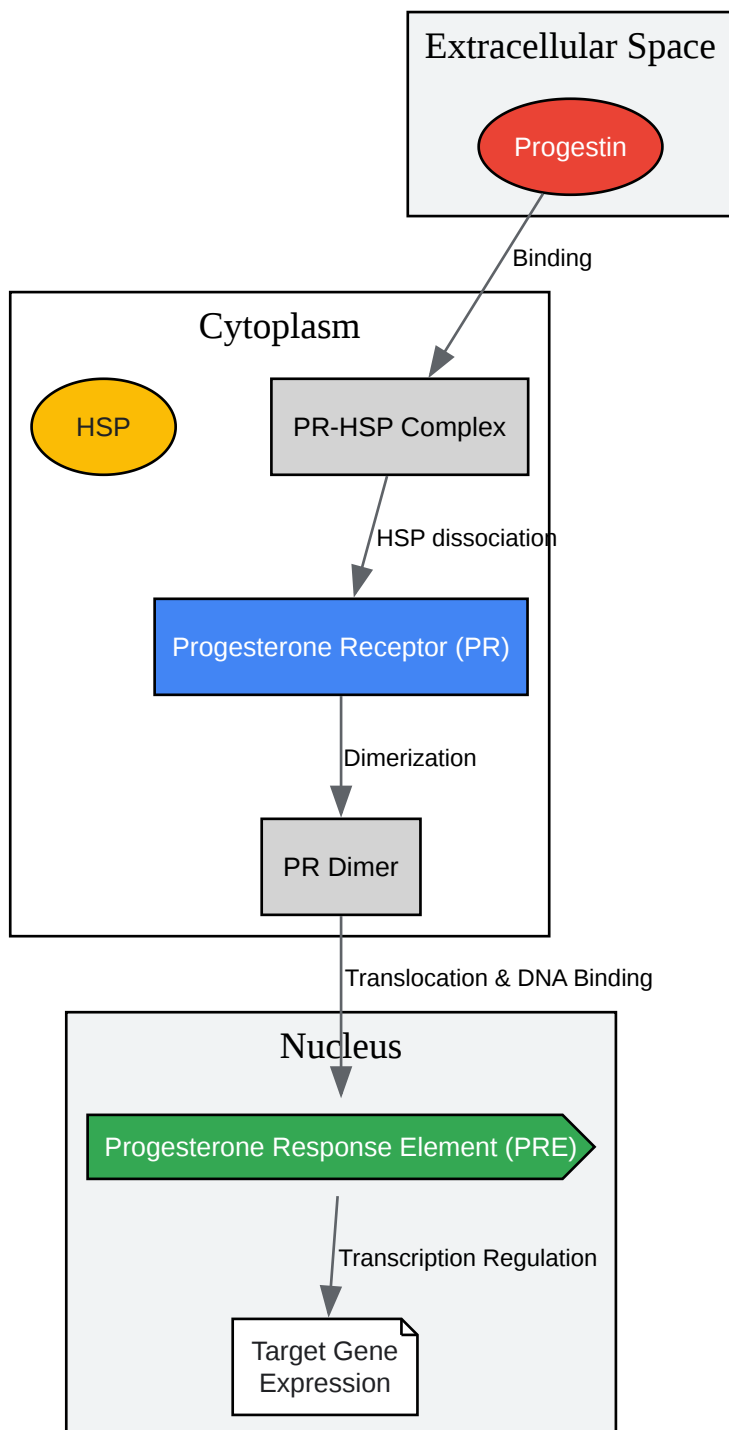 Extracellular Space
Progestin
Binding
Cytoplasm
HSP
PR-HSP Complex
HSP dissociation
Progesterone Receptor (PR)
Dimerization
PR Dimer
Translocation & DNA Binding
Nucleus
Progesterone Response Element (PRE)
Transcription Regulation
Target Gene
Expression